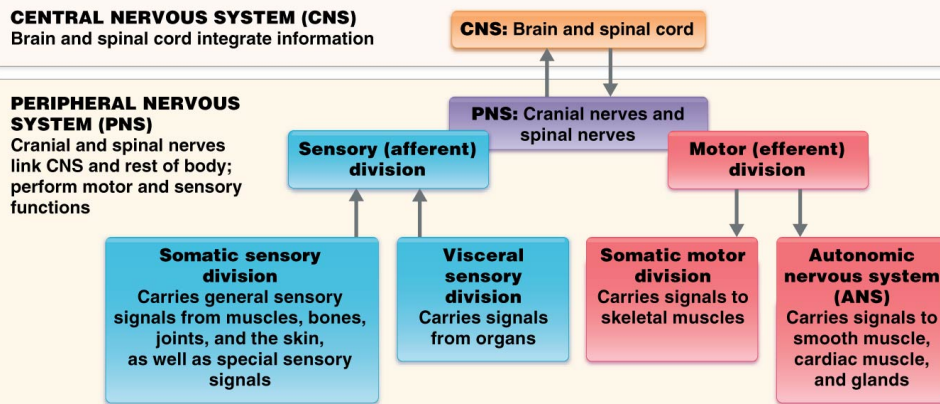 CENTRAL NERVOUS SYSTEM (CNS)
Brain and spinal cord integrate information
CNS: Brain and spinal cord
PERIPHERAL NERVOUS
SYSTEM (PNS)
Cranial and spinal nerves
link CNS and rest of body;
perform motor and sensory
functions
PNS: Cranial nerves and
spinal nerves
Sensory (afferent)
division
Motor (efferent)
division
Somatic sensory
division
Carries general sensory
signals from muscles, bones,
joints, and the skin,
as well as special sensory
signals
Visceral
sensory
division
Carries signals
from organs
Somatic motor
division
Carries signals to
skeletal muscles
Autonomic
nervous system
(ANS)
Carries signals to
smooth muscle,
cardiac muscle,
and glands